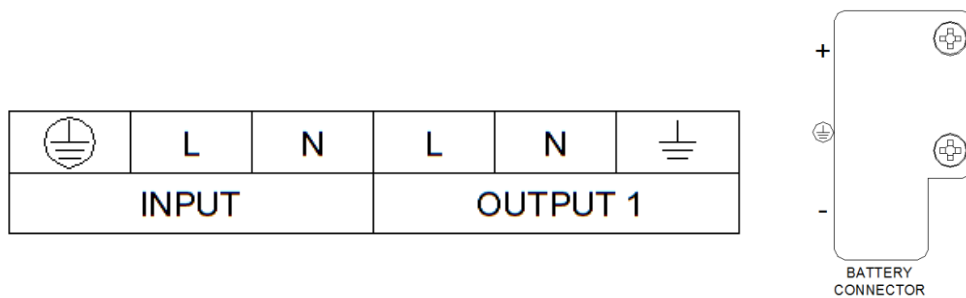 L N L N
INPUT OUTPUT 1
+
-
BATTERY
CONNECTOR